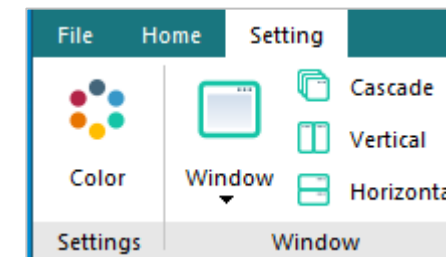 File Home Setting
Cascade
Vertical
Color Window Horizonta
Settings Window